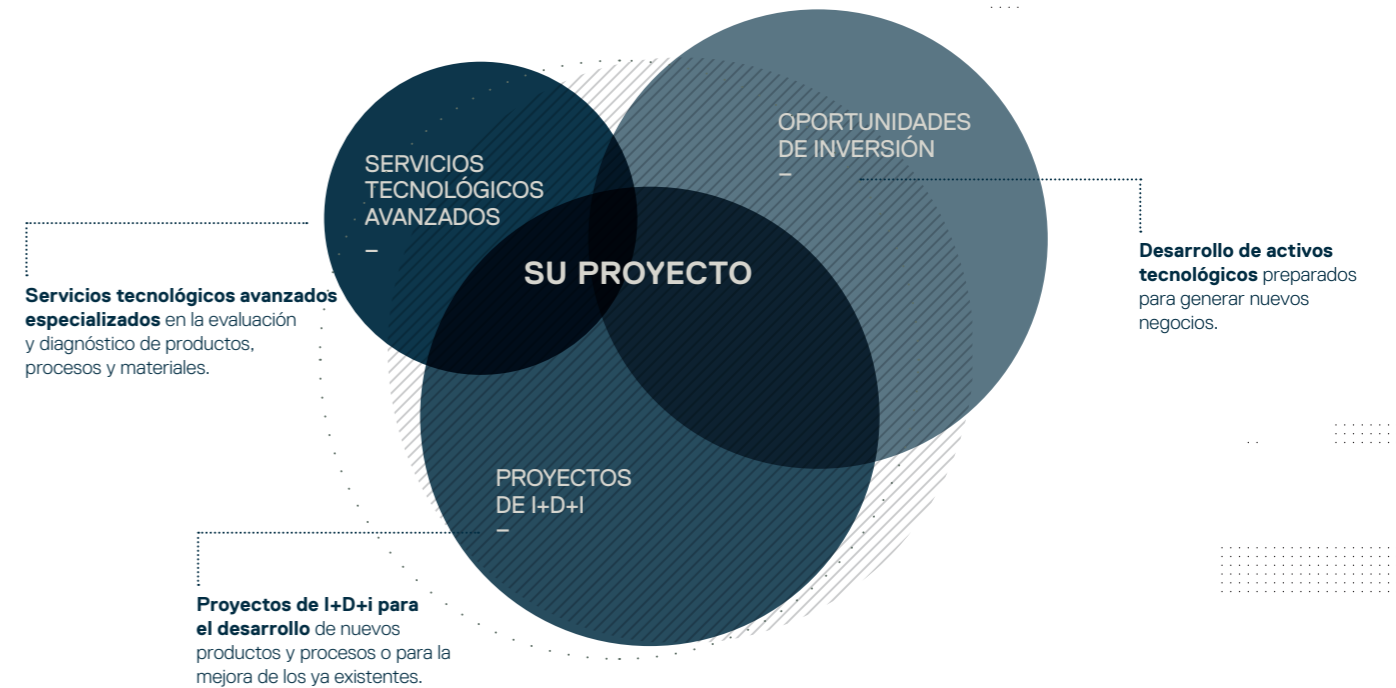 SERVICIOS
TECNOLÓGICOS
AVANZADOS
–
Servicios tecnológicos avanzados
especializados en la evaluación
y diagnóstico de productos,
procesos y materiales.
OPORTUNIDADES
DE INVERSIÓN
–
Desarrollo de activos
tecnológicos preparados
para generar nuevos
negocios.
SU PROYECTO
PROYECTOS
DE I+D+I
–
Proyectos de I+D+i para
el desarrollo de nuevos
productos y procesos o para la
mejora de los ya existentes.